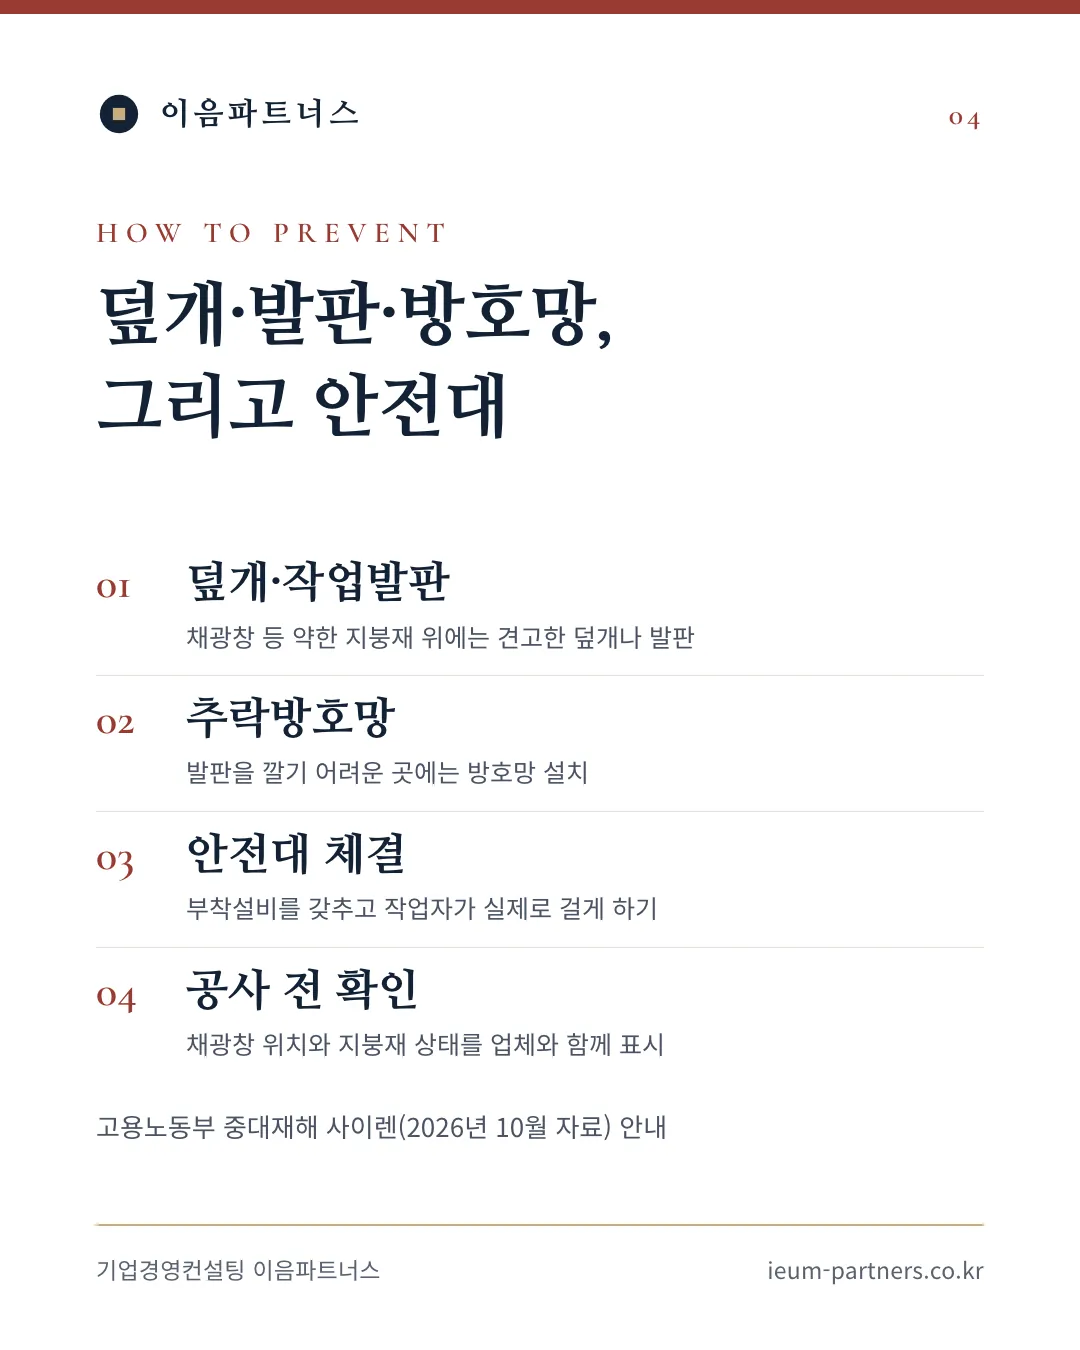 이음파트너스
04
HOW TO PREVENT
덮개·발판·방호망,
그리고 안전대
01
덮개·작업발판
채광창 등 약한 지붕재 위에는 견고한 덮개나 발판
02
추락방호망
발판을 깔기 어려운 곳에는 방호망 설치
03
안전대 체결
부착설비를 갖추고 작업자가 실제로 걸게 하기
04
공사 전 확인
채광창 위치와 지붕재 상태를 업체와 함께 표시
고용노동부 중대재해 사이렌(2026년 10월 자료) 안내
기업경영컨설팅 이음파트너스
ieum-partners.co.kr